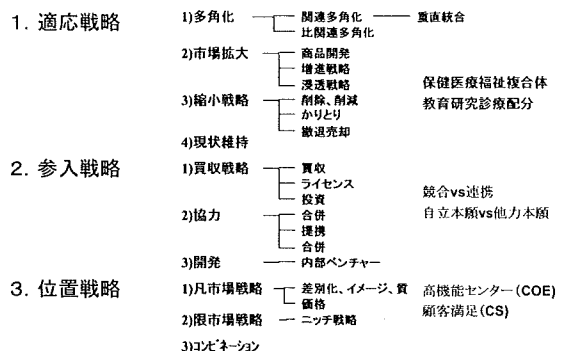 1. 適応戦略
1)多角化 関連多角化 重直統合
比関連多角化
2)市場拡大 商品開発
増進戦略
浸透戦略
保健医療福祉複合体
3)縮小戦略 削除、削減
教育研究診療配分
かりとり
撤退売却
4)現状維持
2. 参入戦略
1)買収戦略 買収
ライセンス
投資
競合vs連携
2)協力 合併
自立本願vs他力本願
提携
合併
3)開発 内部ベンチャー
3. 位置戦略
1)凡市場戦略 差別化、イメージ、質
高機能センター(COE)
価格
顧客満足(CS)
2)限市場戦略 ニッチ戦略
3)コンビネーション